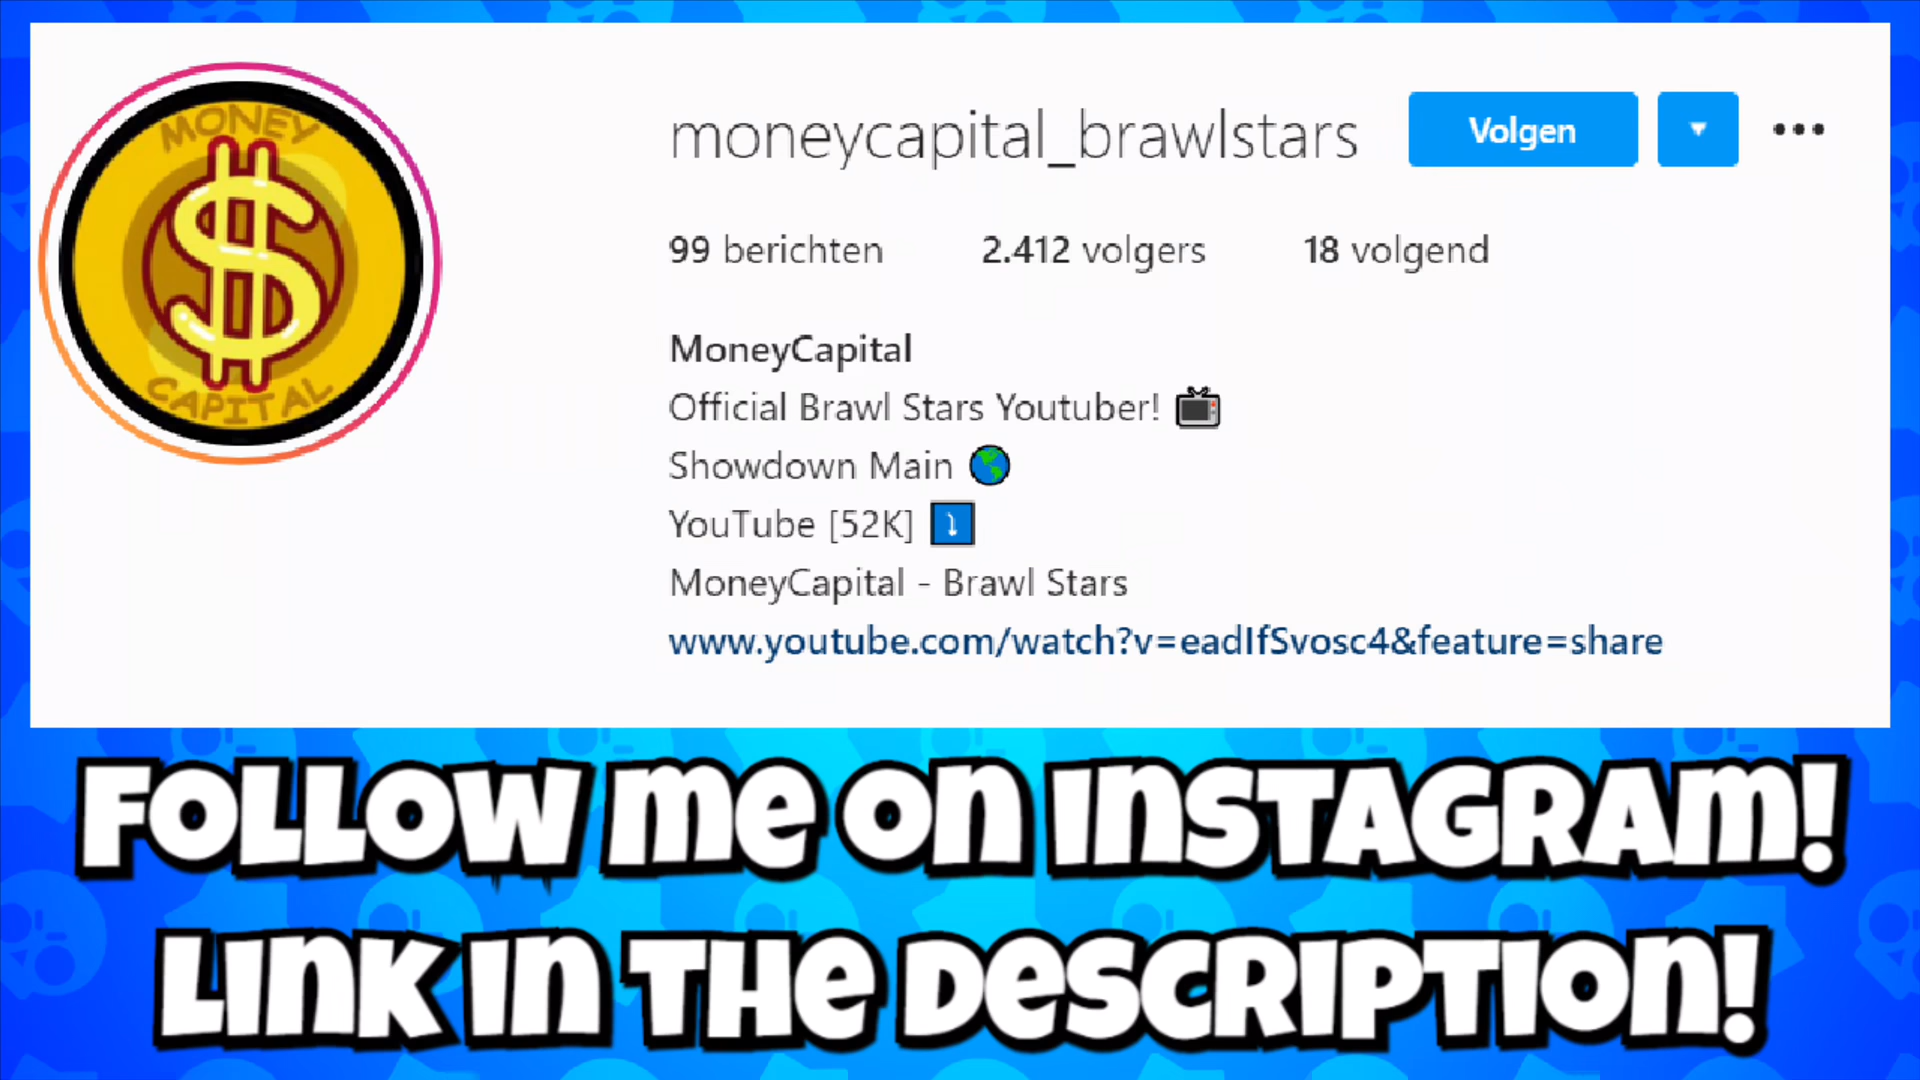 MONEY
CAPITAL
moneycapital_brawlstars Volgen
99 berichten 2.412 volgers 18 volgend
MoneyCapital
Official Brawl Stars Youtuber!
Showdown Main
YouTube [52K]
MoneyCapital - Brawl Stars
www.youtube.com/watch?v=eadIfSvosc4&feature=share
FOLLOW ME ON INSTAGRAM!
LINK IN THE DESCRIPTION!